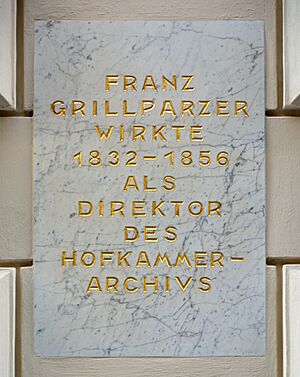 FRANZ
GRILLPARZER
WIRKTE
1832–1856
ALS
DIREKTOR
DES
HOFKAMMER–
ARCHIVS